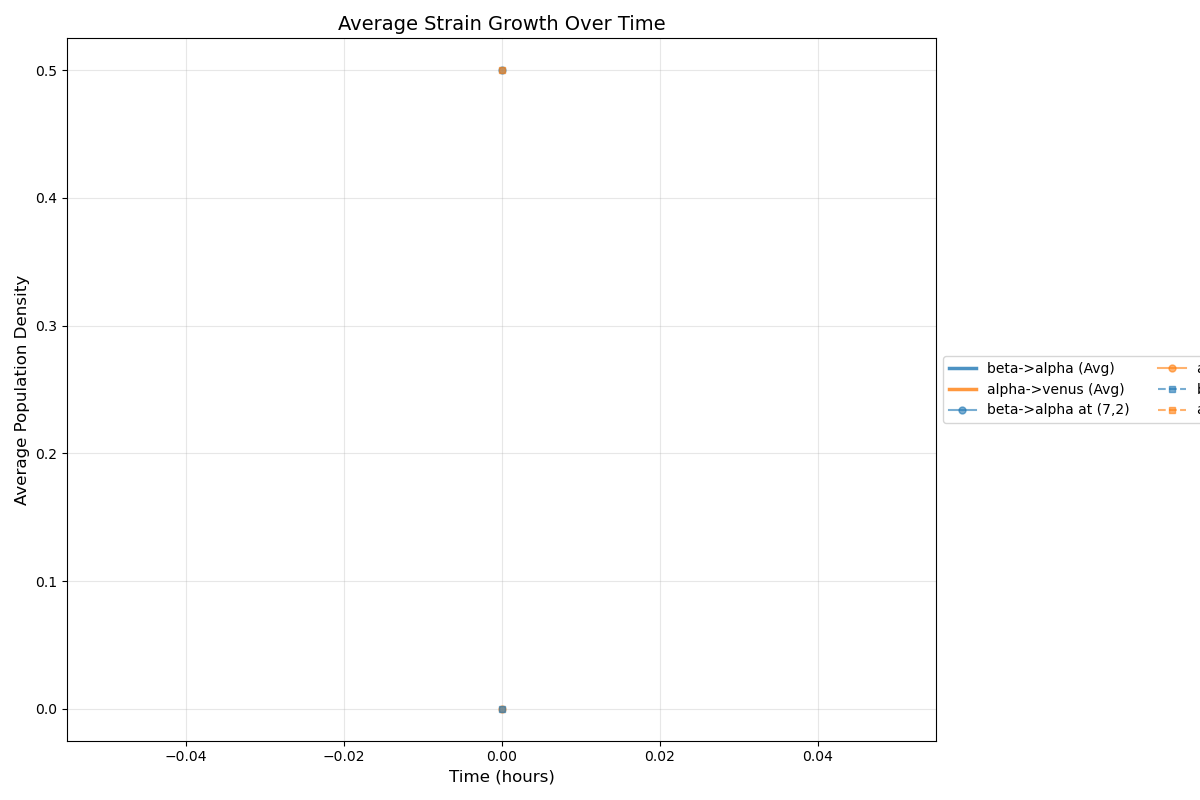 Average Strain Growth Over Time
Average Population Density
0.5
0.4
0.3
0.2
0.1
0.0
−0.04
−0.02
0.00
0.02
0.04
Time (hours)
beta->alpha (Avg)
alpha->venus (Avg)
beta->alpha at (7,2)